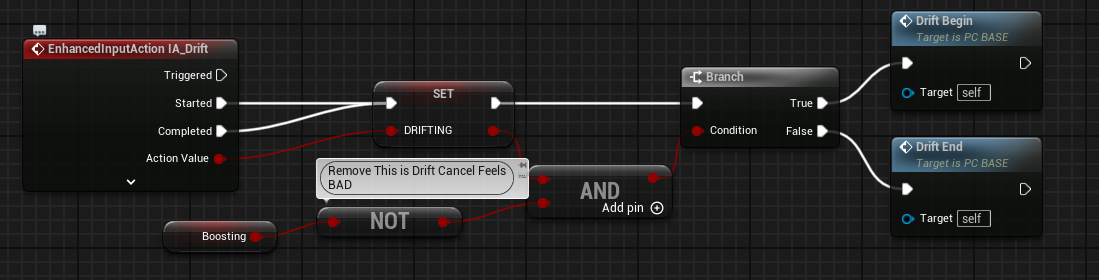 EnhancedInputAction IA_Drift
Triggered
Started
Completed
Action Value
SET
DRIFTING
Remove This is Drift Cancel Feels
BAD
Boosting
NOT
AND
Add pin
Branch
True
Condition
False
Drift Begin
Target is PC BASE
Target self
Drift End
Target is PC BASE
Target self